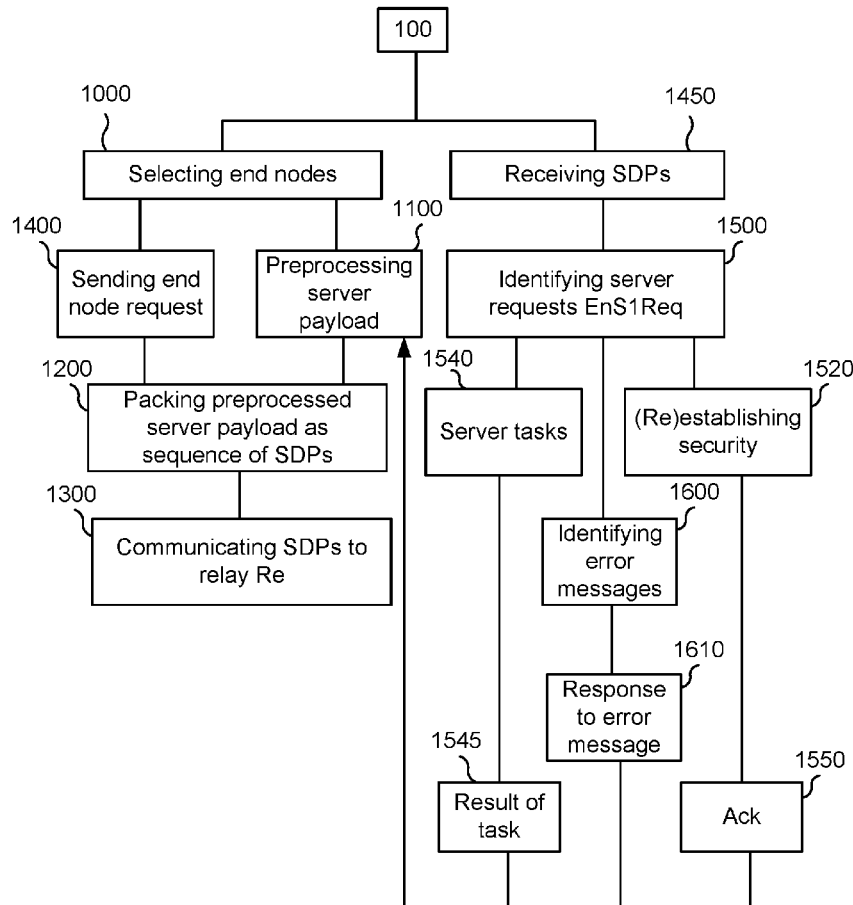 100
1000
1450
Selecting end nodes
Receiving SDPs
1400
1100
1500
Sending end
node request
Preprocessing
server
payload
Identifying server
requests EnS1Req
1200
1540
1520
Packing preprocessed
server payload as
sequence of SDPs
Server tasks
(Re)establishing
security
1300
1600
Communicating SDPs to
relay Re
Identifying
error
messages
1610
Response
to error
message
1545
1550
Result of
task
Ack